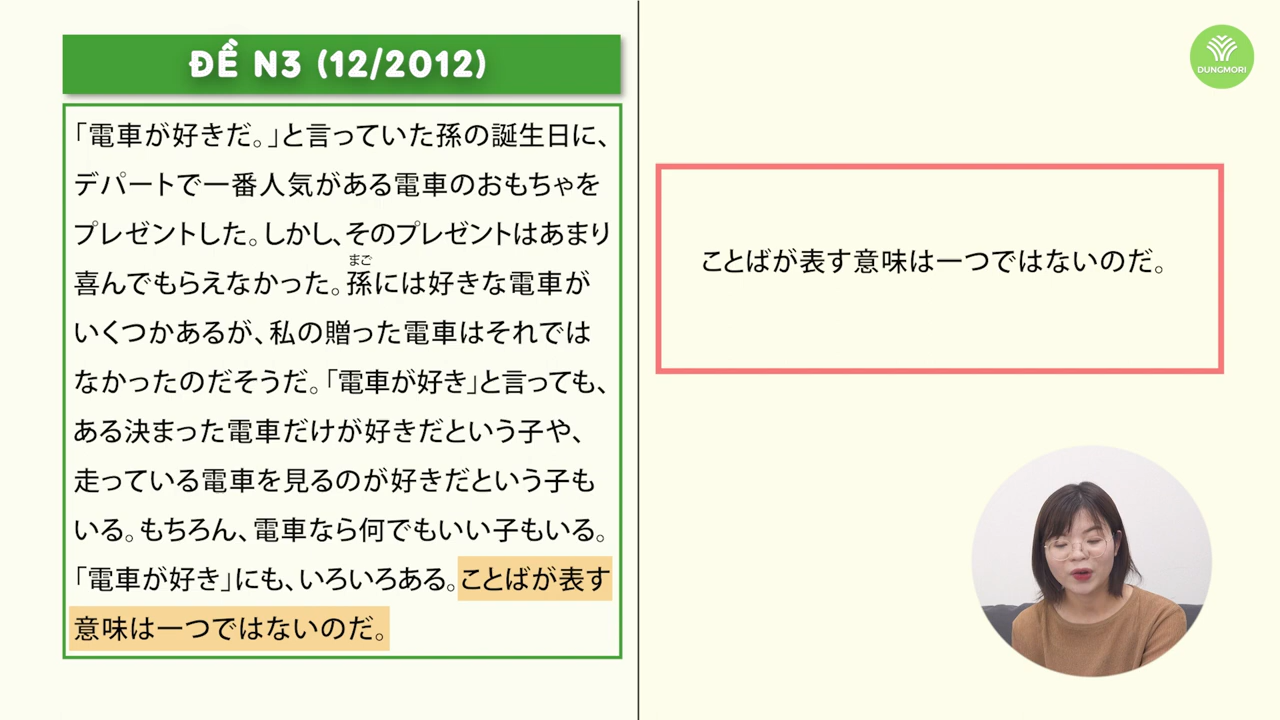 ĐỀ N3 (12/2012)
DUNGMORI
「電車が好きだ。」と言っていた孫の誕生日に、
デパートで一番人気がある電車のおもちゃを
プレゼントした。しかし、そのプレゼントはあまり
まご
喜んでもらえなかった。孫には好きな電車が
いくつかあるが、私の贈った電車はそれでは
なかったのだそうだ。「電車が好き」と言っても、
ある決まった電車だけが好きだという子や、
走っている電車を見るのが好きだという子も
いる。もちろん、電車なら何でもいい子もいる。
「電車が好き」にも、いろいろある。ことばが表す
意味は一つではないのだ。
ことばが表す意味は一つではないのだ。